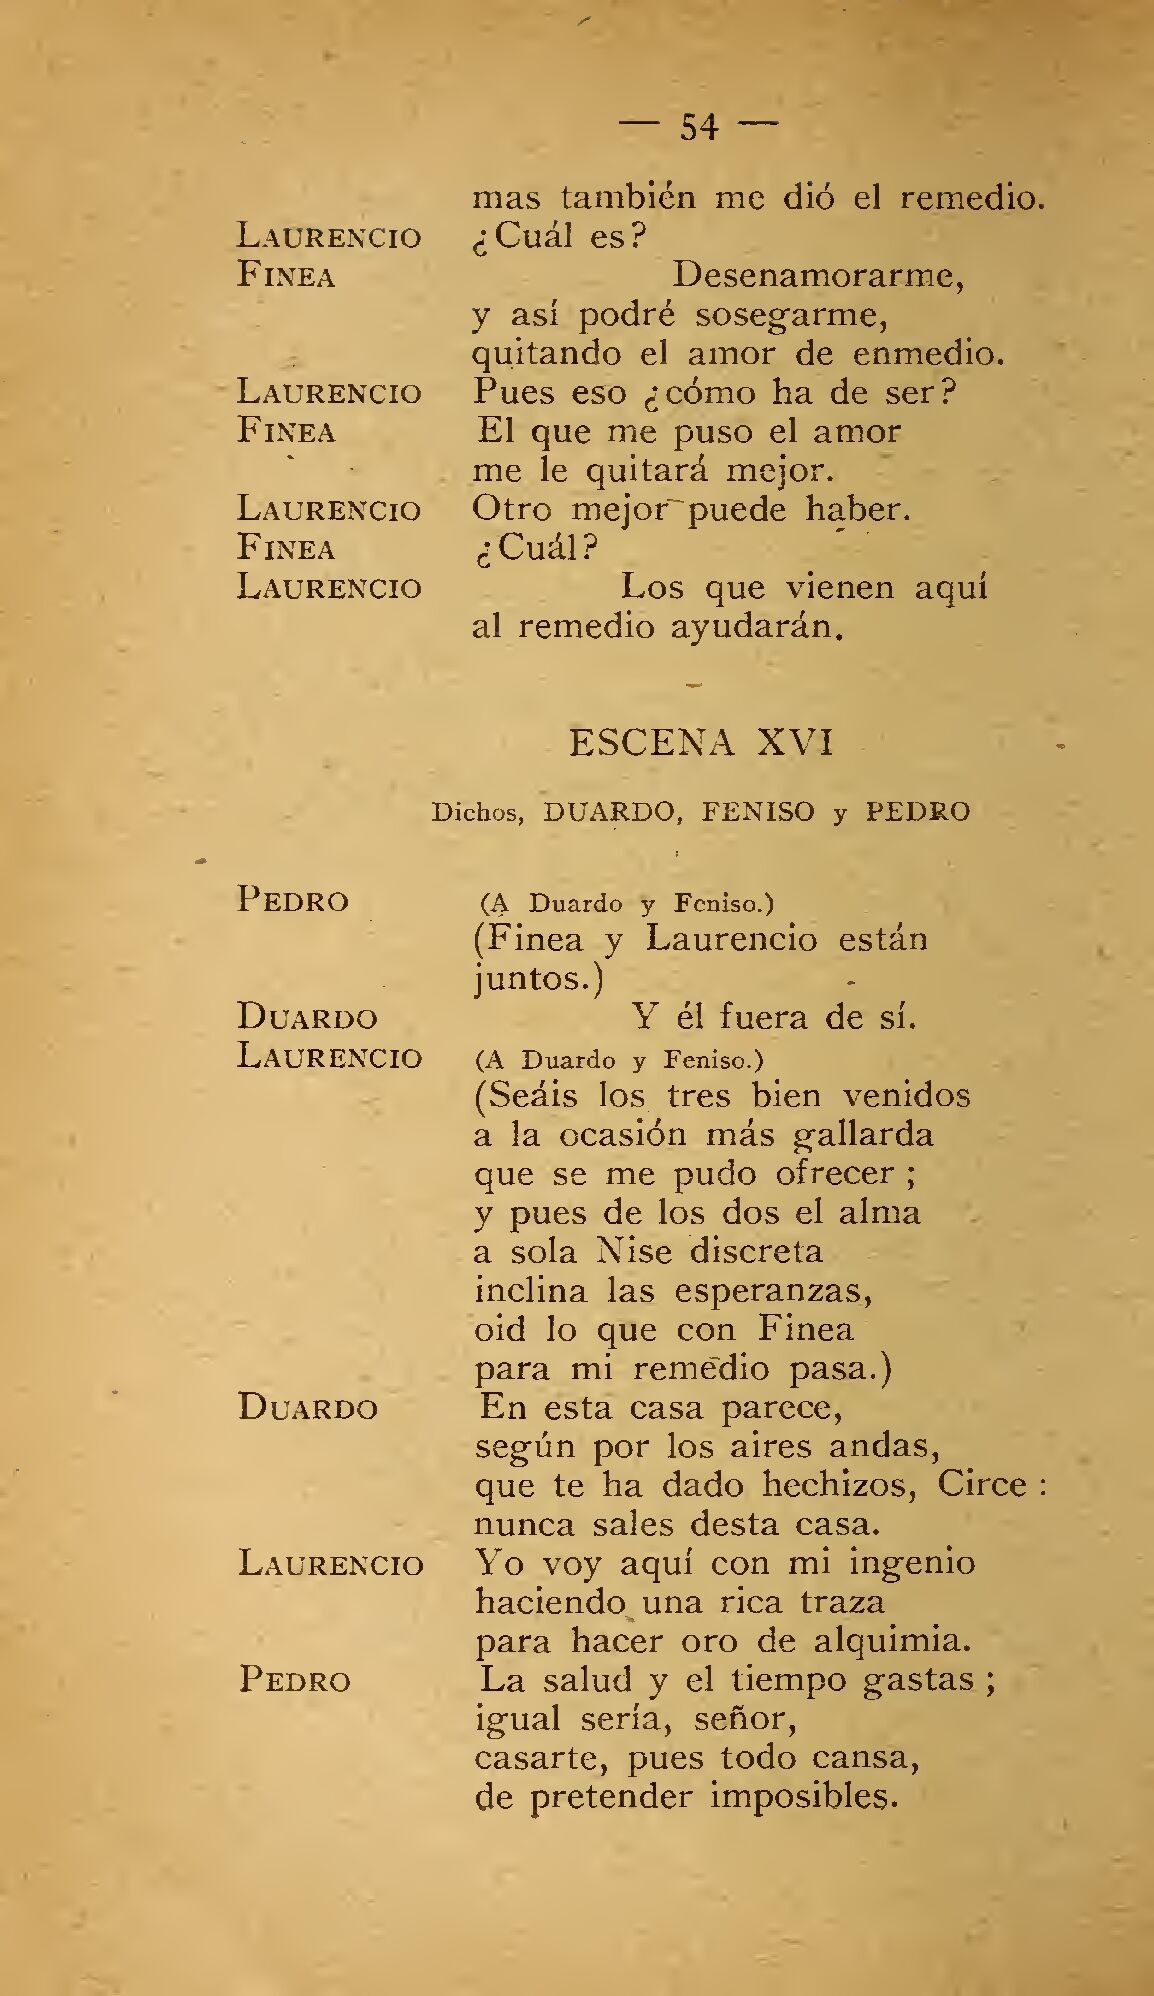 — 54 —
mas también me dió el remedio.
LAURENCIO ¿Cuál es?
FINEA Desenamorarme,
y así podré sosegarme,
quitando el amor de enmedio.
LAURENCIO Pues eso ¿cómo ha de ser?
FINEA El que me puso el amor
me le quitará mejor.
LAURENCIO Otro mejor puede haber.
FINEA ¿Cuál?
LAURENCIO Los que vienen aquí
al remedio ayudarán.
ESCENA XVI
Dichos, DUARDO, FENISO y PEDRO
PEDRO (A Duardo y Feniso.)
(Finea y Laurencio están
juntos.)
DUARDO Y él fuera de sí.
LAURENCIO (A Duardo y Feniso.)
(Seáis los tres bien venidos
a la ocasión más gallarda
que se me pudo ofrecer ;
y pues de los dos el alma
a sola Nise discreta
inclina las esperanzas,
oid lo que con Finea
para mi remedio pasa.)
DUARDO En esta casa parece,
según por los aires andas,
que te ha dado hechizos, Circe :
nunca sales desta casa.
LAURENCIO Yo voy aquí con mi ingenio
haciendo una rica traza
para hacer oro de alquimia.
PEDRO La salud y el tiempo gastas ;
igual sería, señor,
casarte, pues todo cansa,
de pretender imposibles.